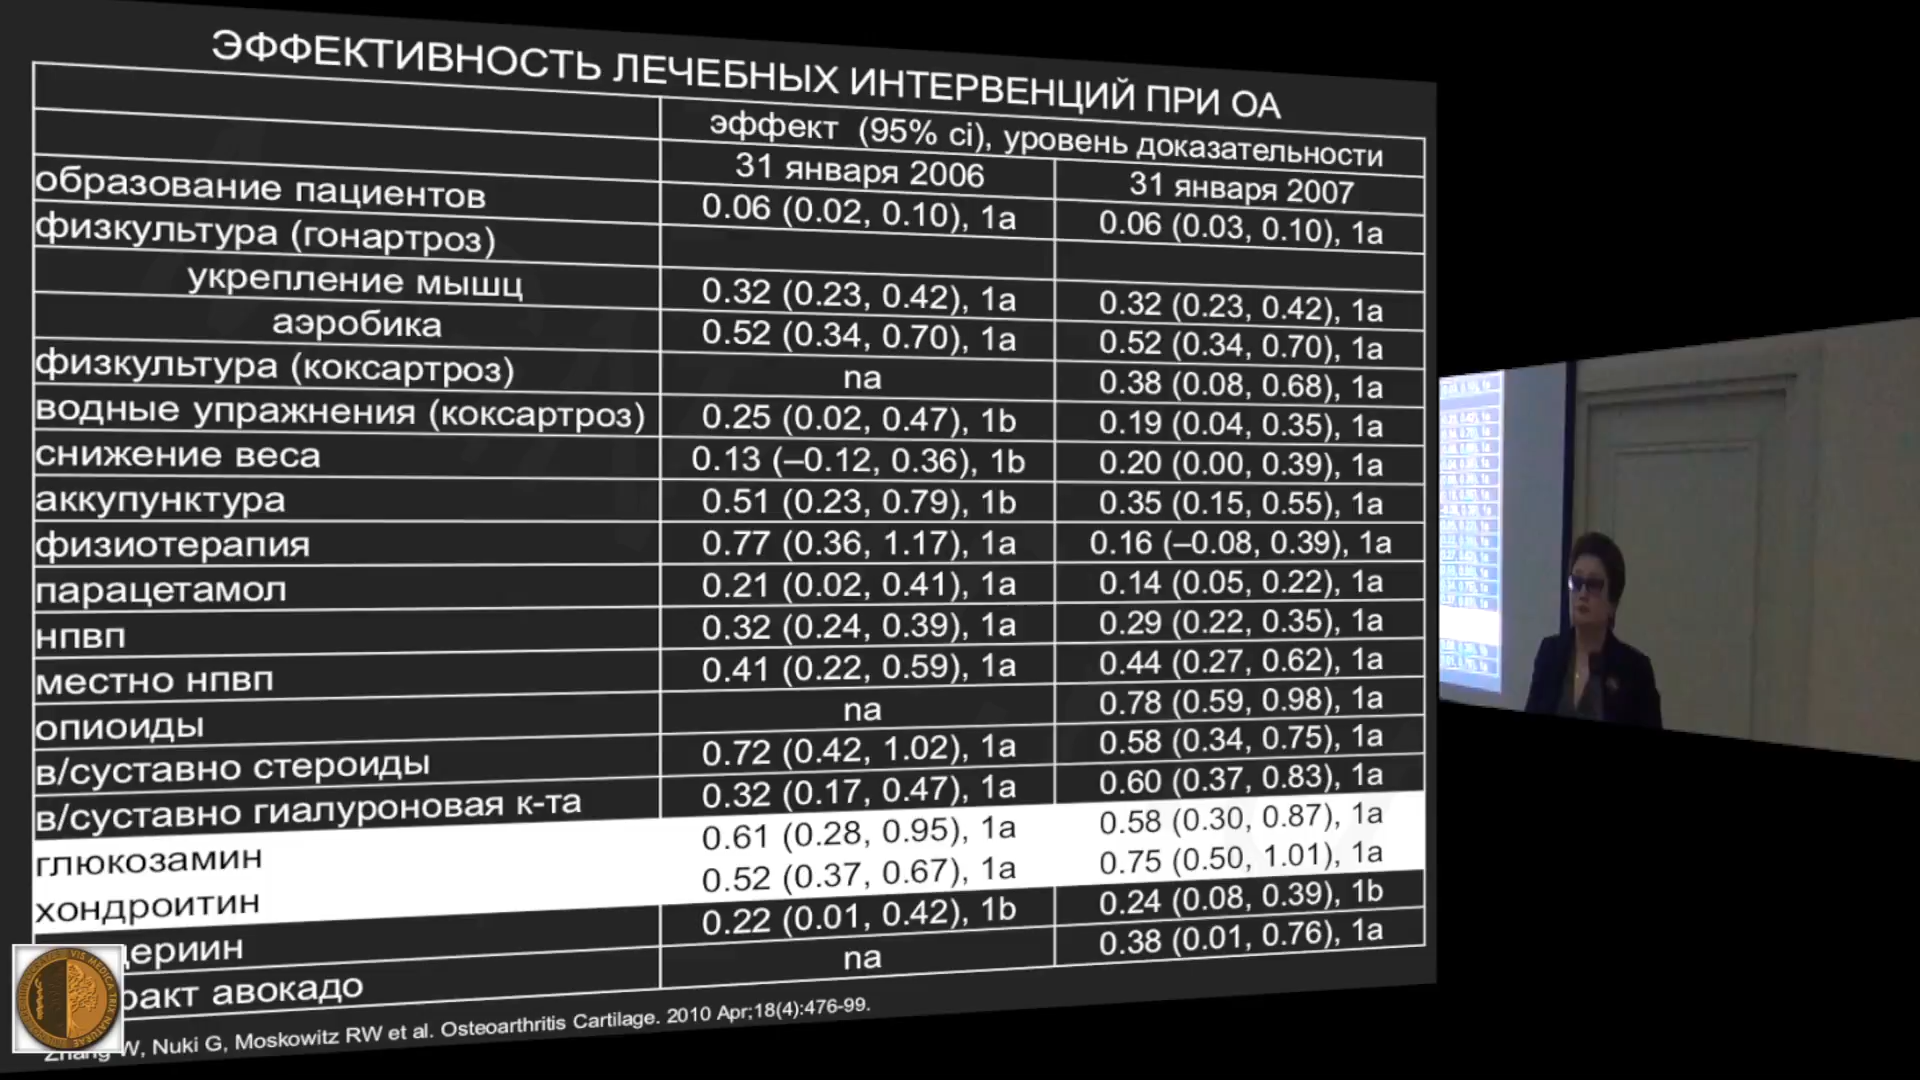 ЭФФЕКТИВНОСТЬ ЛЕЧЕБНЫХ ИНТЕРВЕНЦИЙ ПРИ ОА
эффект (95% ci), уровень доказательности
31 января 2006 31 января 2007
образование пациентов 0.06 (0.02, 0.10), 1a 0.06 (0.03, 0.10), 1a
физкультура (гонартроз)
укрепление мышц 0.32 (0.23, 0.42), 1a 0.32 (0.23, 0.42), 1a
аэробика 0.52 (0.34, 0.70), 1a 0.52 (0.34, 0.70), 1a
физкультура (коксартроз) na 0.38 (0.08, 0.68), 1a
водные упражнения (коксартроз) 0.25 (0.02, 0.47), 1b 0.19 (0.04, 0.35), 1a
снижение веса 0.13 (–0.12, 0.36), 1b 0.20 (0.00, 0.39), 1a
аккупунктура 0.51 (0.23, 0.79), 1b 0.35 (0.15, 0.55), 1a
физиотерапия 0.77 (0.36, 1.17), 1a 0.16 (–0.08, 0.39), 1a
парацетамол 0.21 (0.02, 0.41), 1a 0.14 (0.05, 0.22), 1a
нпвп 0.32 (0.24, 0.39), 1a 0.29 (0.22, 0.35), 1a
местно нпвп 0.41 (0.22, 0.59), 1a 0.44 (0.27, 0.62), 1a
опиоиды na 0.78 (0.59, 0.98), 1a
в/суставно стероиды 0.72 (0.42, 1.02), 1a 0.58 (0.34, 0.75), 1a
в/суставно гиалуроновая к-та 0.32 (0.17, 0.47), 1a 0.60 (0.37, 0.83), 1a
глюкозамин 0.61 (0.28, 0.95), 1a 0.58 (0.30, 0.87), 1a
хондроитин 0.52 (0.37, 0.67), 1a 0.75 (0.50, 1.01), 1a
0.22 (0.01, 0.42), 1b 0.24 (0.08, 0.39), 1b
авокадо na 0.38 (0.01, 0.76), 1a
Zhang W, Nuki G, Moskowitz RW et al. Osteoarthritis Cartilage. 2010 Apr;18(4):476-99.